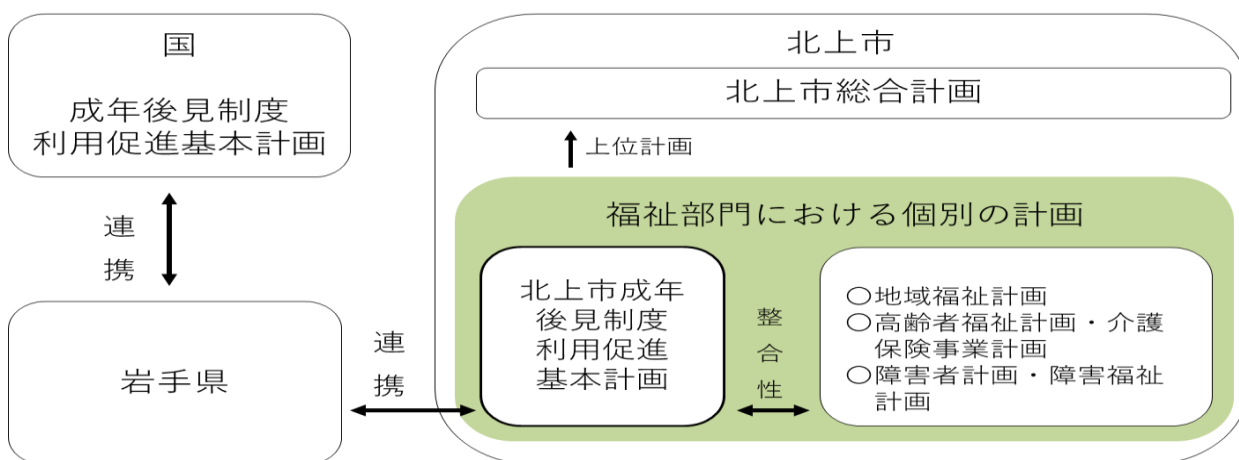 国
成年後見制度
利用促進基本計画
連
携
岩手県
連
携
北上市
北上市総合計画
上位計画
福祉部門における個別の計画
北上市成年
後見制度
利用促進
基本計画
整
合
性
○地域福祉計画
○高齢者福祉計画・介護
保険事業計画
○障害者計画・障害福祉
計画